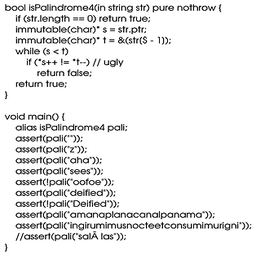 bool isPalindrome4(in string str) pure nothrow {
if (str.length == 0) return true;
immutable(char)* s = str.ptr;
immutable(char)* t = &(str[$ - 1]);
while (s < t)
if (*s++ != *t--) // ugly
return false;
return true;
}

void main() {
alias isPalindrome4 pali;
assert(pali(""));
assert(pali("z"));
assert(pali("aha"));
assert(pali("sees"));
assert(!pali("oofoe"));
assert(pali("deified"));
assert(!pali("Deified"));
assert(pali("amanaplanacanalpanama"));
assert(pali("ingirumimusnocteetconsumimurigni"));
//assert(pali("salÃ las"));
}